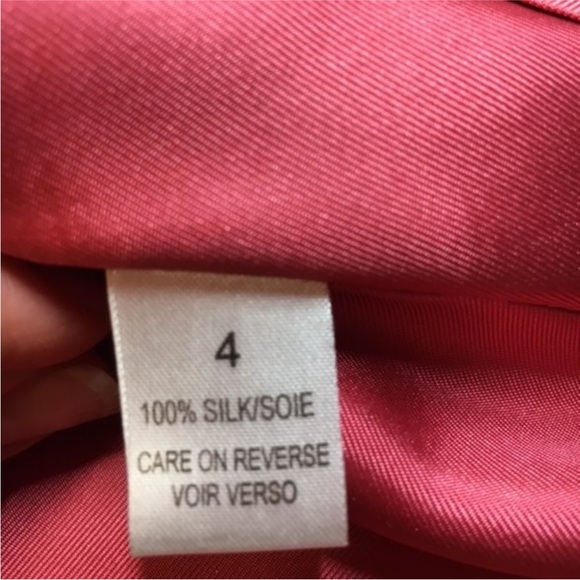 4
100% SILK/SOIE
CARE ON REVERSE
VOIR VERSO